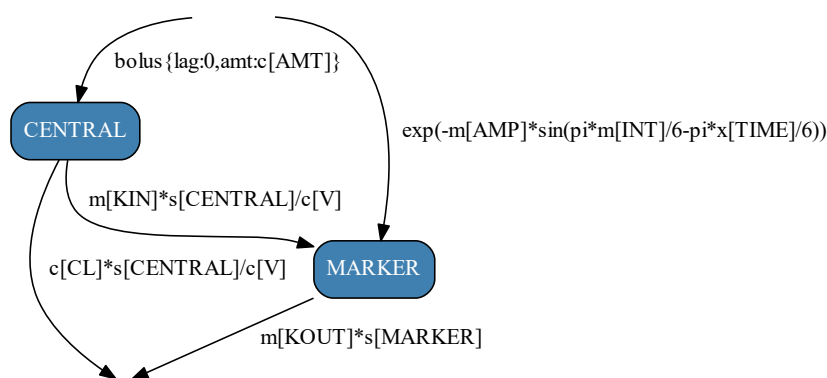 bolus{lag:0,amt:c[AMT]}
CENTRAL
exp(-m[AMP]*sin(pi*m[INT]/6-pi*x[TIME]/6))
m[KIN]*s[CENTRAL]/c[V]
c[CL]*s[CENTRAL]/c[V]
MARKER
m[KOUT]*s[MARKER]